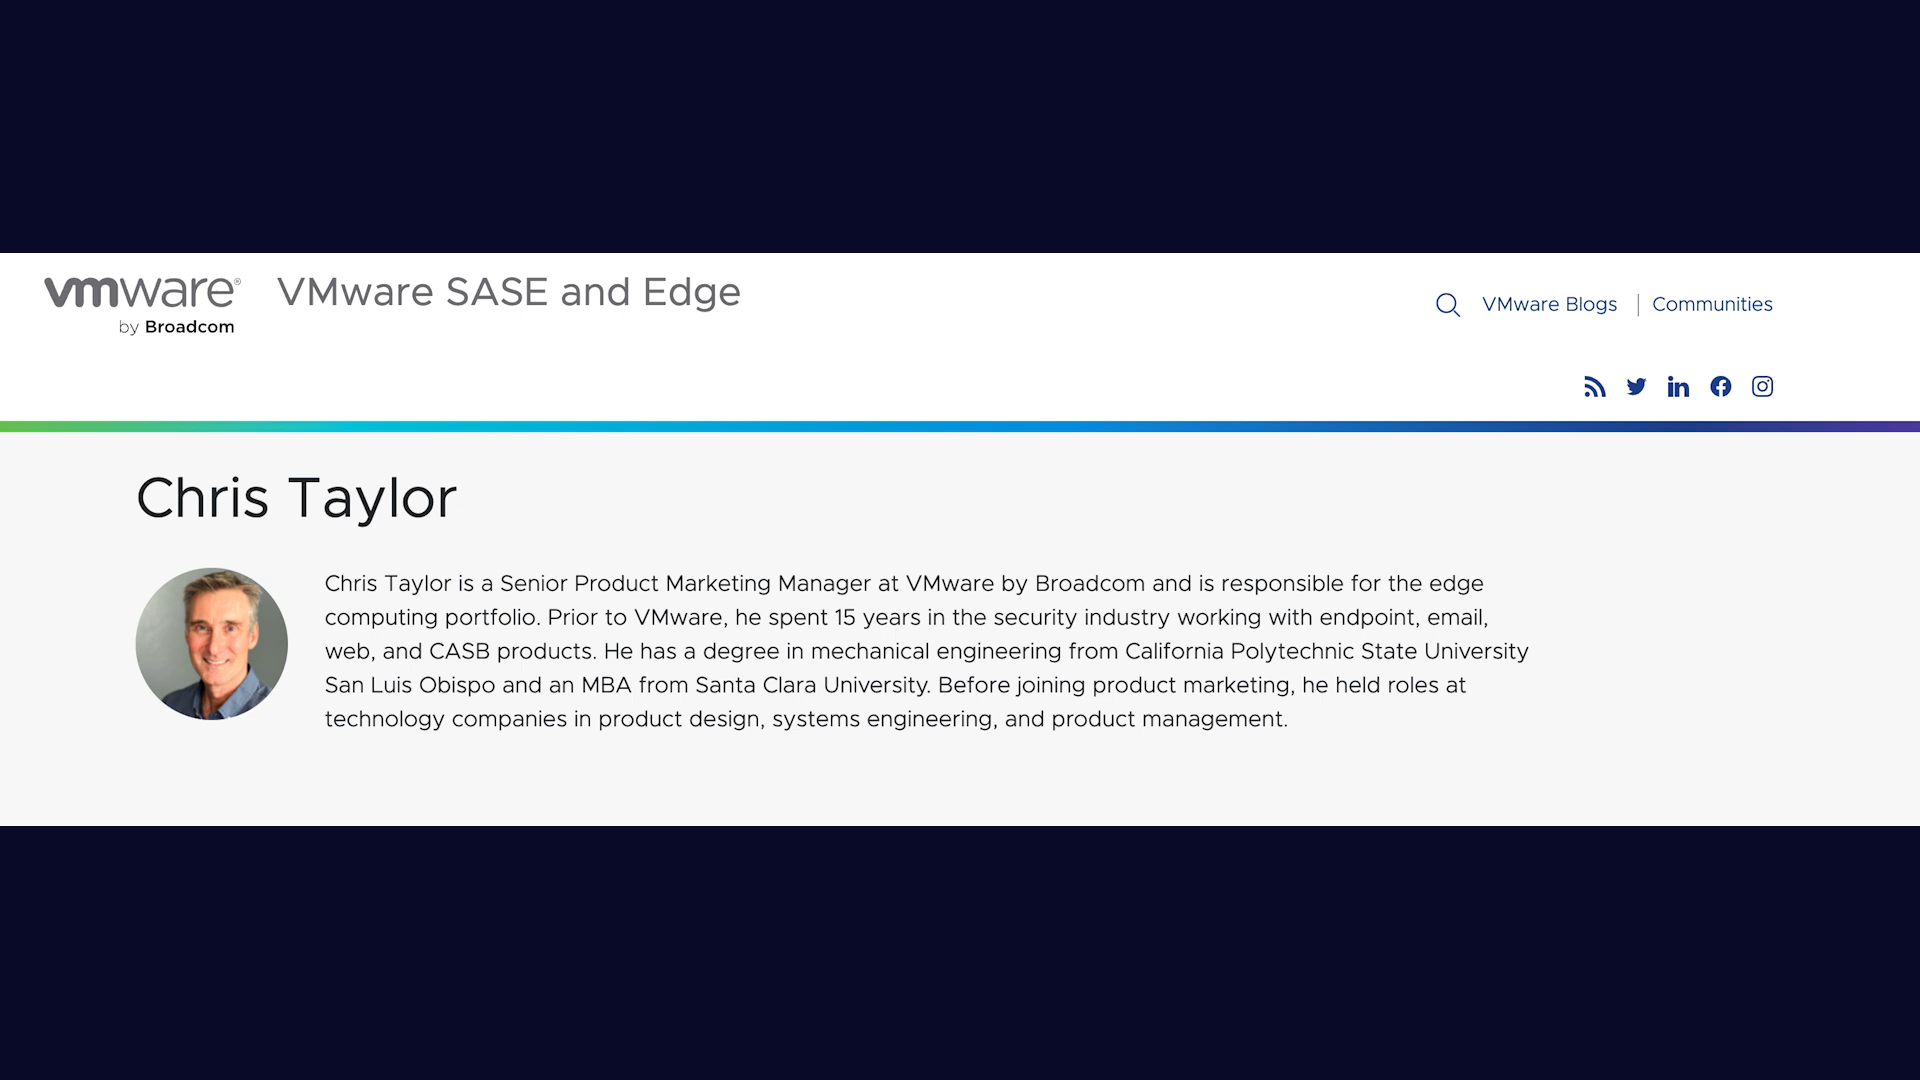 vmware® VMware SASE and Edge
by Broadcom
VMware Blogs | Communities
Chris Taylor
Chris Taylor is a Senior Product Marketing Manager at VMware by Broadcom and is responsible for the edge
computing portfolio. Prior to VMware, he spent 15 years in the security industry working with endpoint, email,
web, and CASB products. He has a degree in mechanical engineering from California Polytechnic State University
San Luis Obispo and an MBA from Santa Clara University. Before joining product marketing, he held roles at
technology companies in product design, systems engineering, and product management.